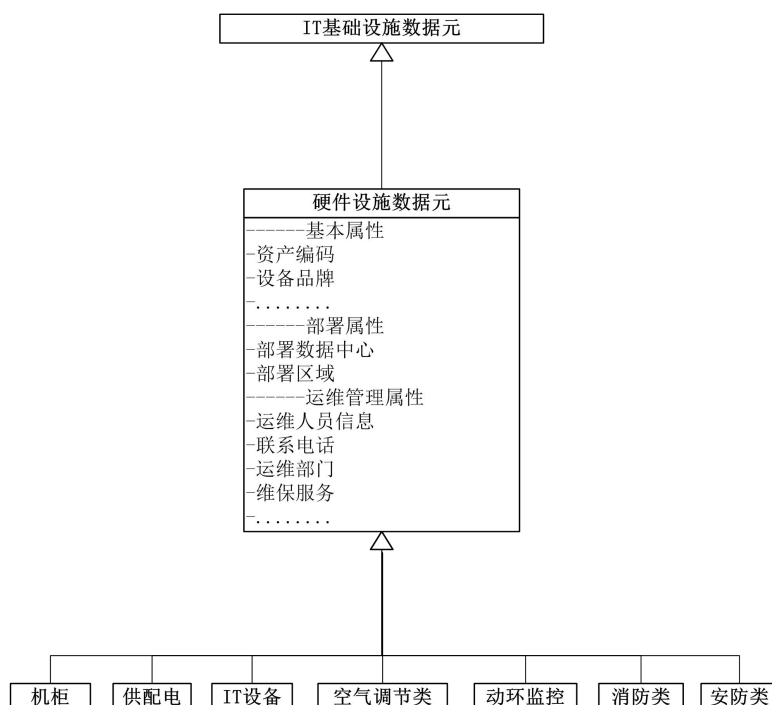 IT基础设施数据元
硬件设施数据元
------基本属性
-资产编码
-设备品牌
-........
------部署属性
-部署数据中心
-部署区域
------运维管理属性
-运维人员信息
-联系电话
-运维部门
-维保服务
-........
机柜 供配电 IT设备 空气调节类 动环监控 消防类 安防类